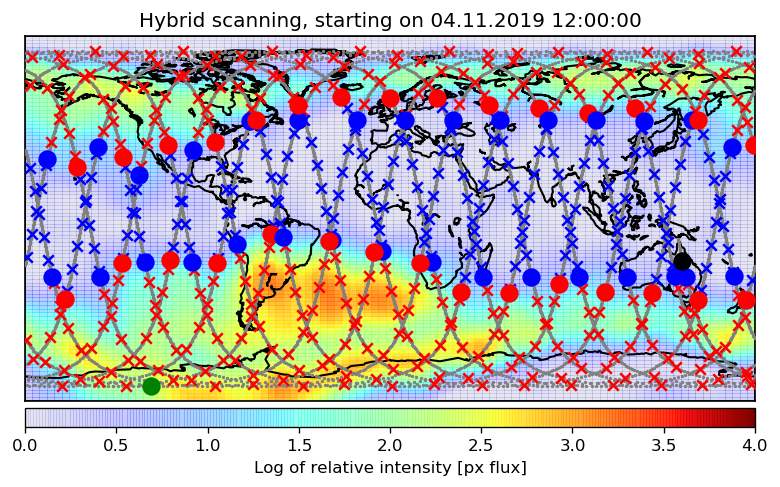 Hybrid scanning, starting on 04.11.2019 12:00:00
0.0 0.5 1.0 1.5 2.0 2.5 3.0 3.5 4.0
Log of relative intensity [px flux]